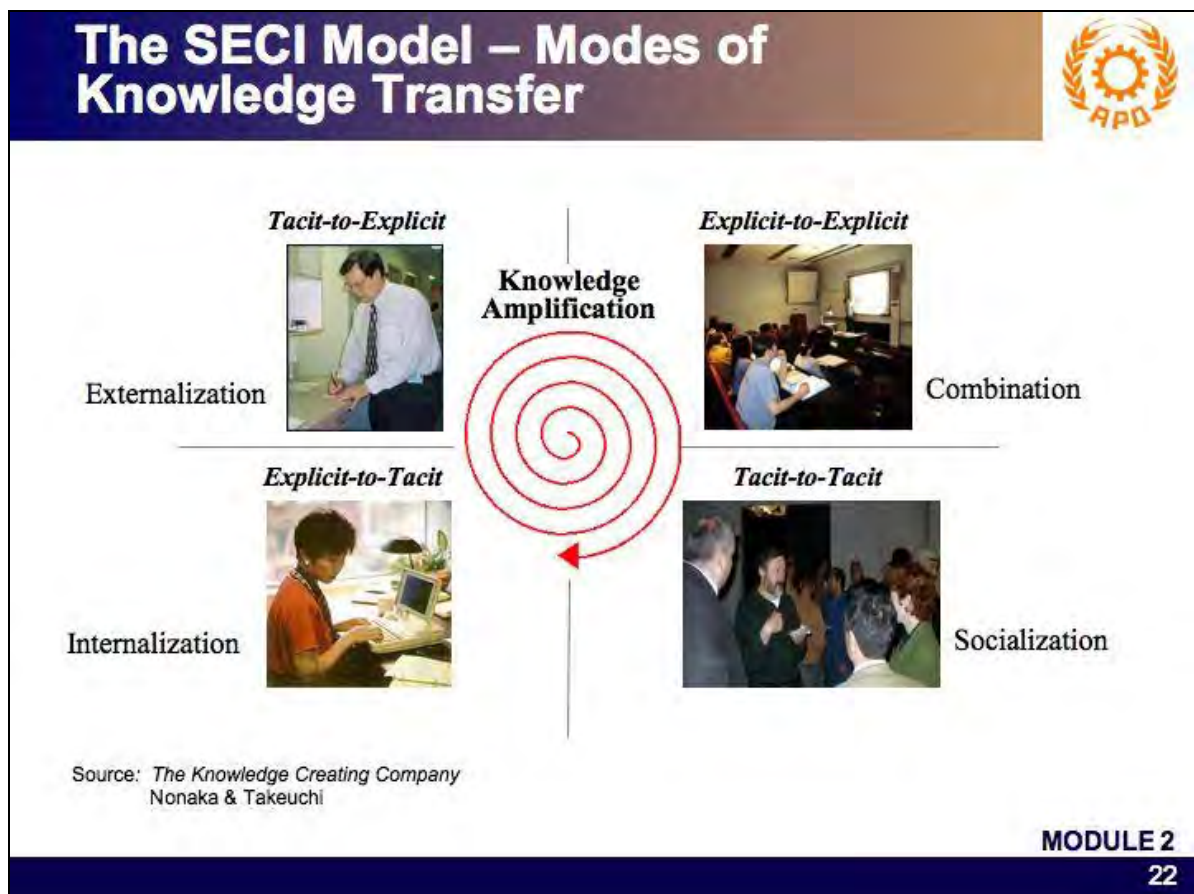 The SECI Model – Modes of
Knowledge Transfer
APO
Tacit-to-Explicit
Explicit-to-Explicit
Knowledge
Amplification
Externalization
Combination
Explicit-to-Tacit
Tacit-to-Tacit
Internalization
Socialization
Source: The Knowledge Creating Company
Nonaka & Takeuchi
MODULE 2
22